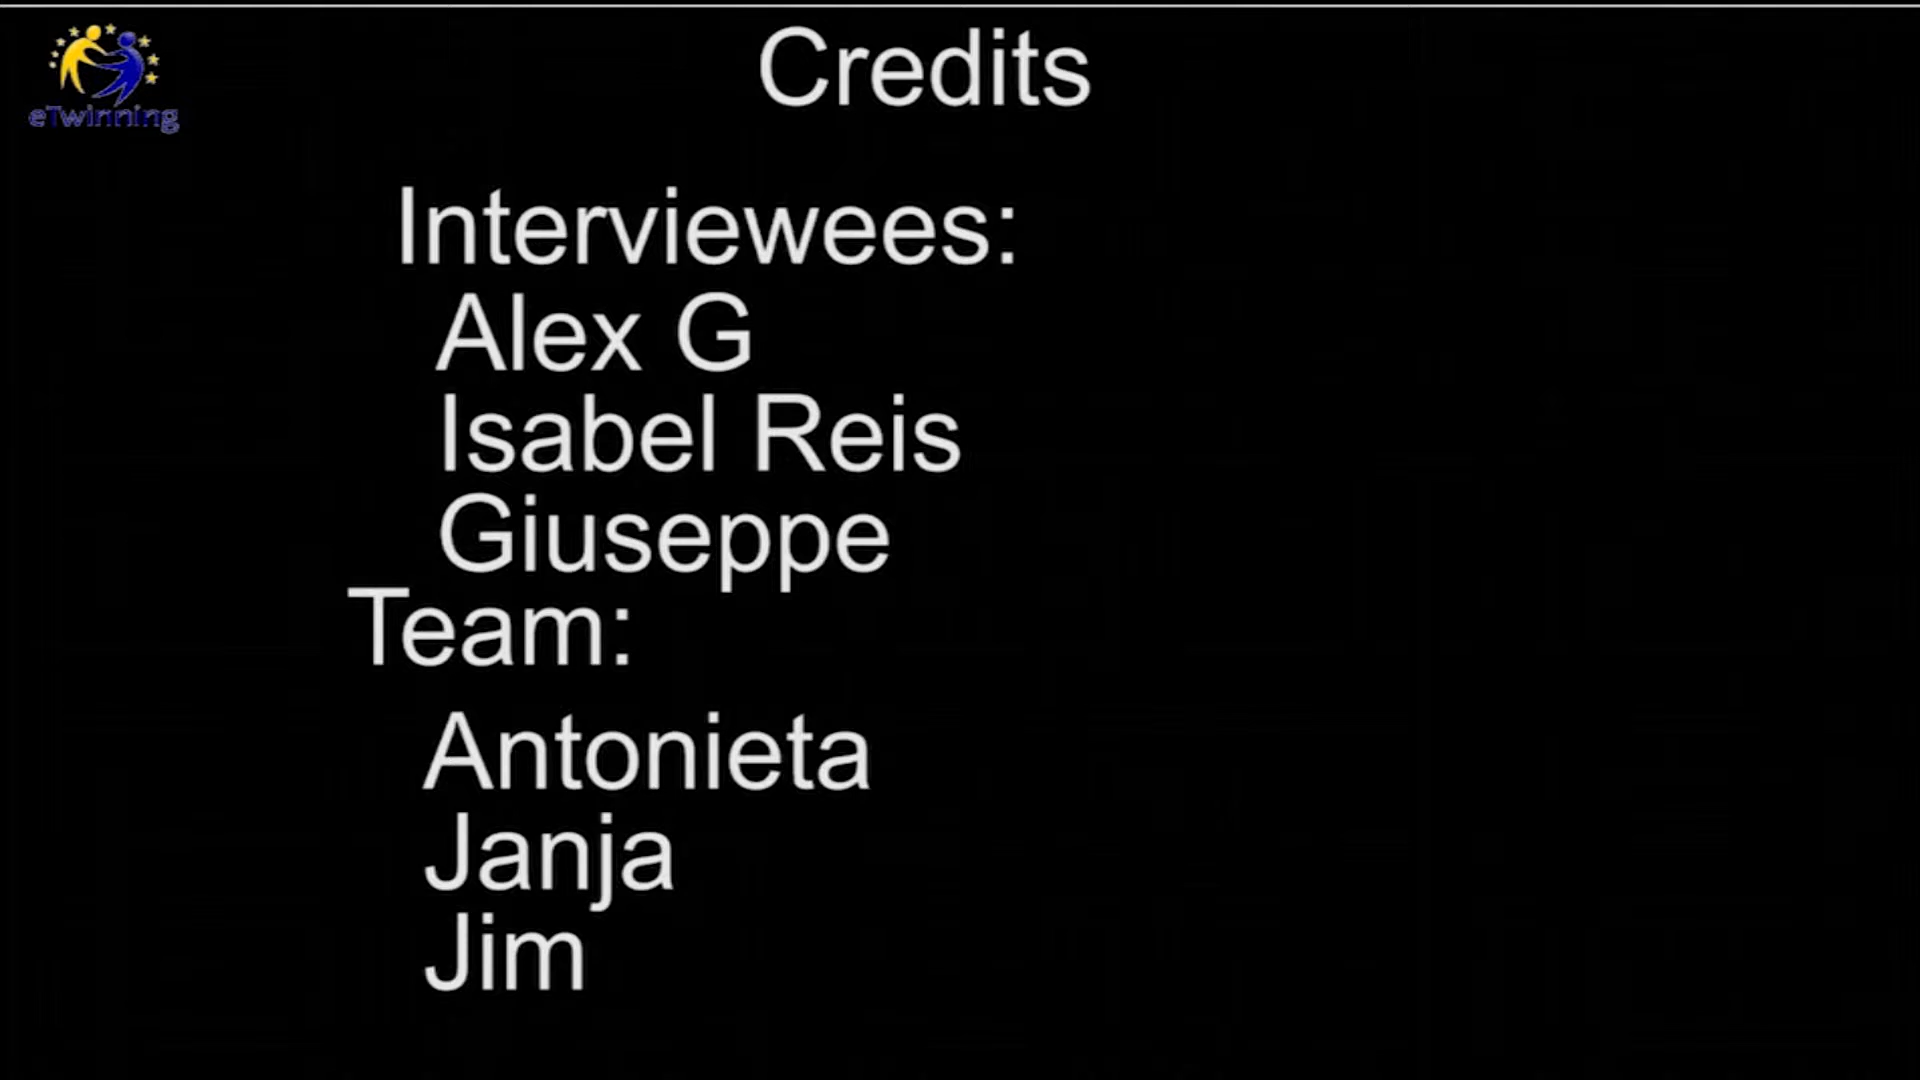 eTwinning
Credits
Interviewees:
Alex G
Isabel Reis
Giuseppe
Team:
Antonieta
Janja
Jim